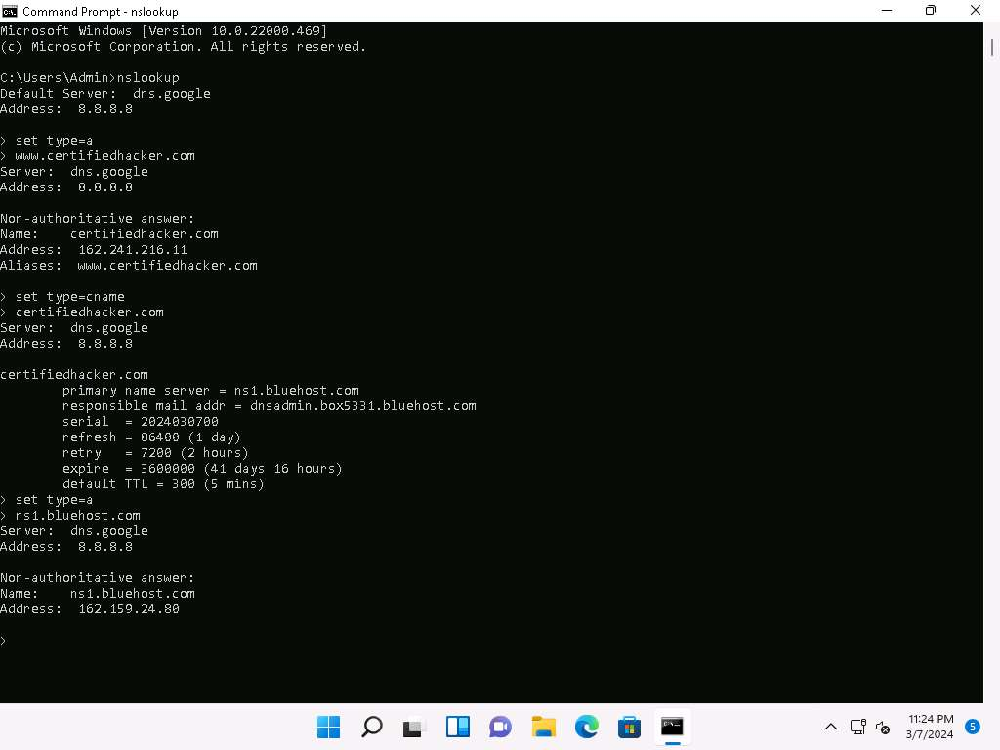 Command Prompt - nslookup
Microsoft Windows [Version 10.0.22000.469]
(c) Microsoft Corporation. All rights reserved.
C:\Users\Admin>nslookup
Default Server:  dns.google
Address:  8.8.8.8
> set type=a
> www.certifiedhacker.com
Server:  dns.google
Address:  8.8.8.8
Non-authoritative answer:
Name:    certifiedhacker.com
Address:  162.241.216.11
Aliases:  www.certifiedhacker.com
> set type=cname
> certifiedhacker.com
Server:  dns.google
Address:  8.8.8.8
certifiedhacker.com
        primary name server = ns1.bluehost.com
        responsible mail addr = dnsadmin.box5331.bluehost.com
        serial  = 2024030700
        refresh = 86400 (1 day)
        retry   = 7200 (2 hours)
        expire  = 3600000 (41 days 16 hours)
        default TTL = 300 (5 mins)
> set type=a
> ns1.bluehost.com
Server:  dns.google
Address:  8.8.8.8
Non-authoritative answer:
Name:    ns1.bluehost.com
Address:  162.159.24.80
>
11:24 PM
3/7/2024
5